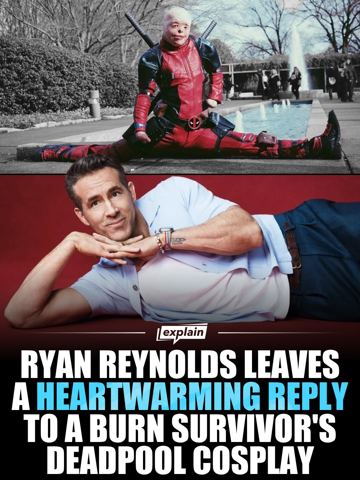 explain
RYAN REYNOLDS LEAVES
A HEARTWARMING REPLY
TO A BURN SURVIVOR'S
DEADPOOL COSPLAY